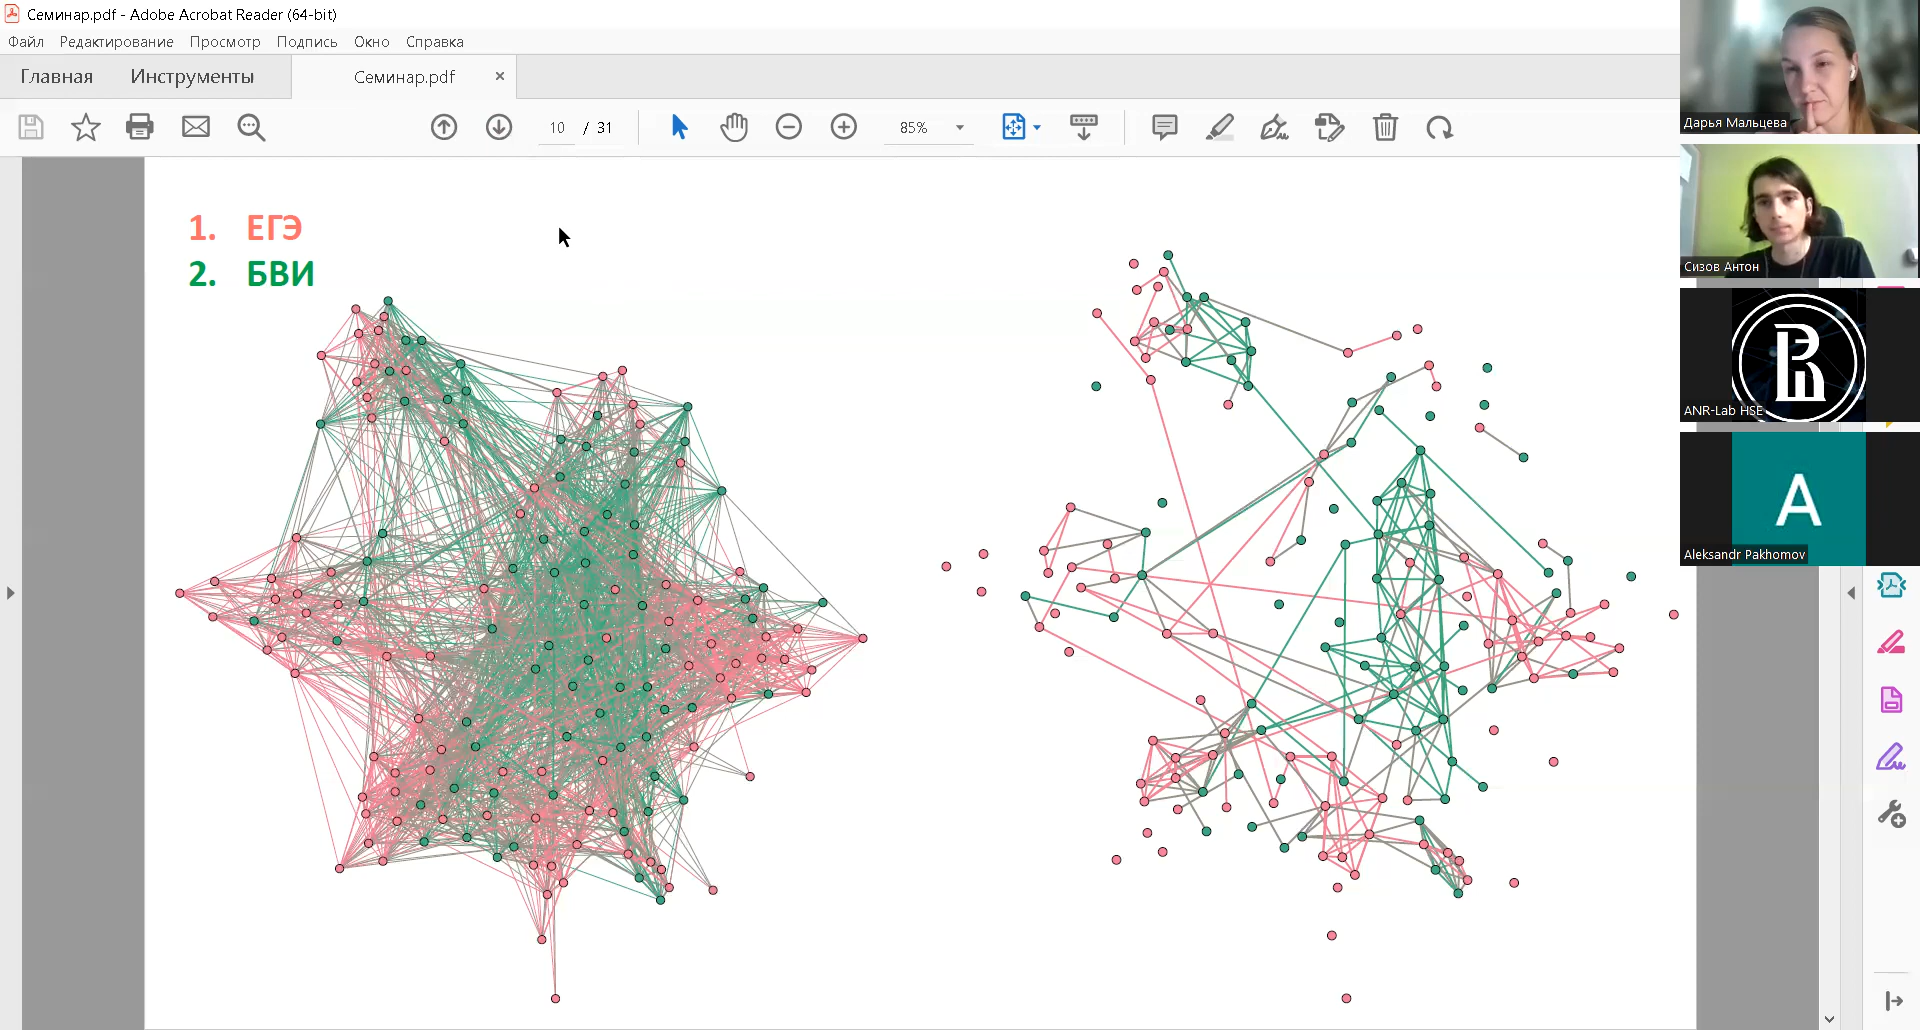 Семинар.pdf - Adobe Acrobat Reader (64-bit)
Файл Редактирование Просмотр Подпись Окно Справка
Главная Инструменты Семинар.pdf ×
10 / 31 85%
1. ЕГЭ
2. БВИ
Дарья Мальцева
Сизов Антон
ANR-Lab HSE
A
Aleksandr Pakhomov